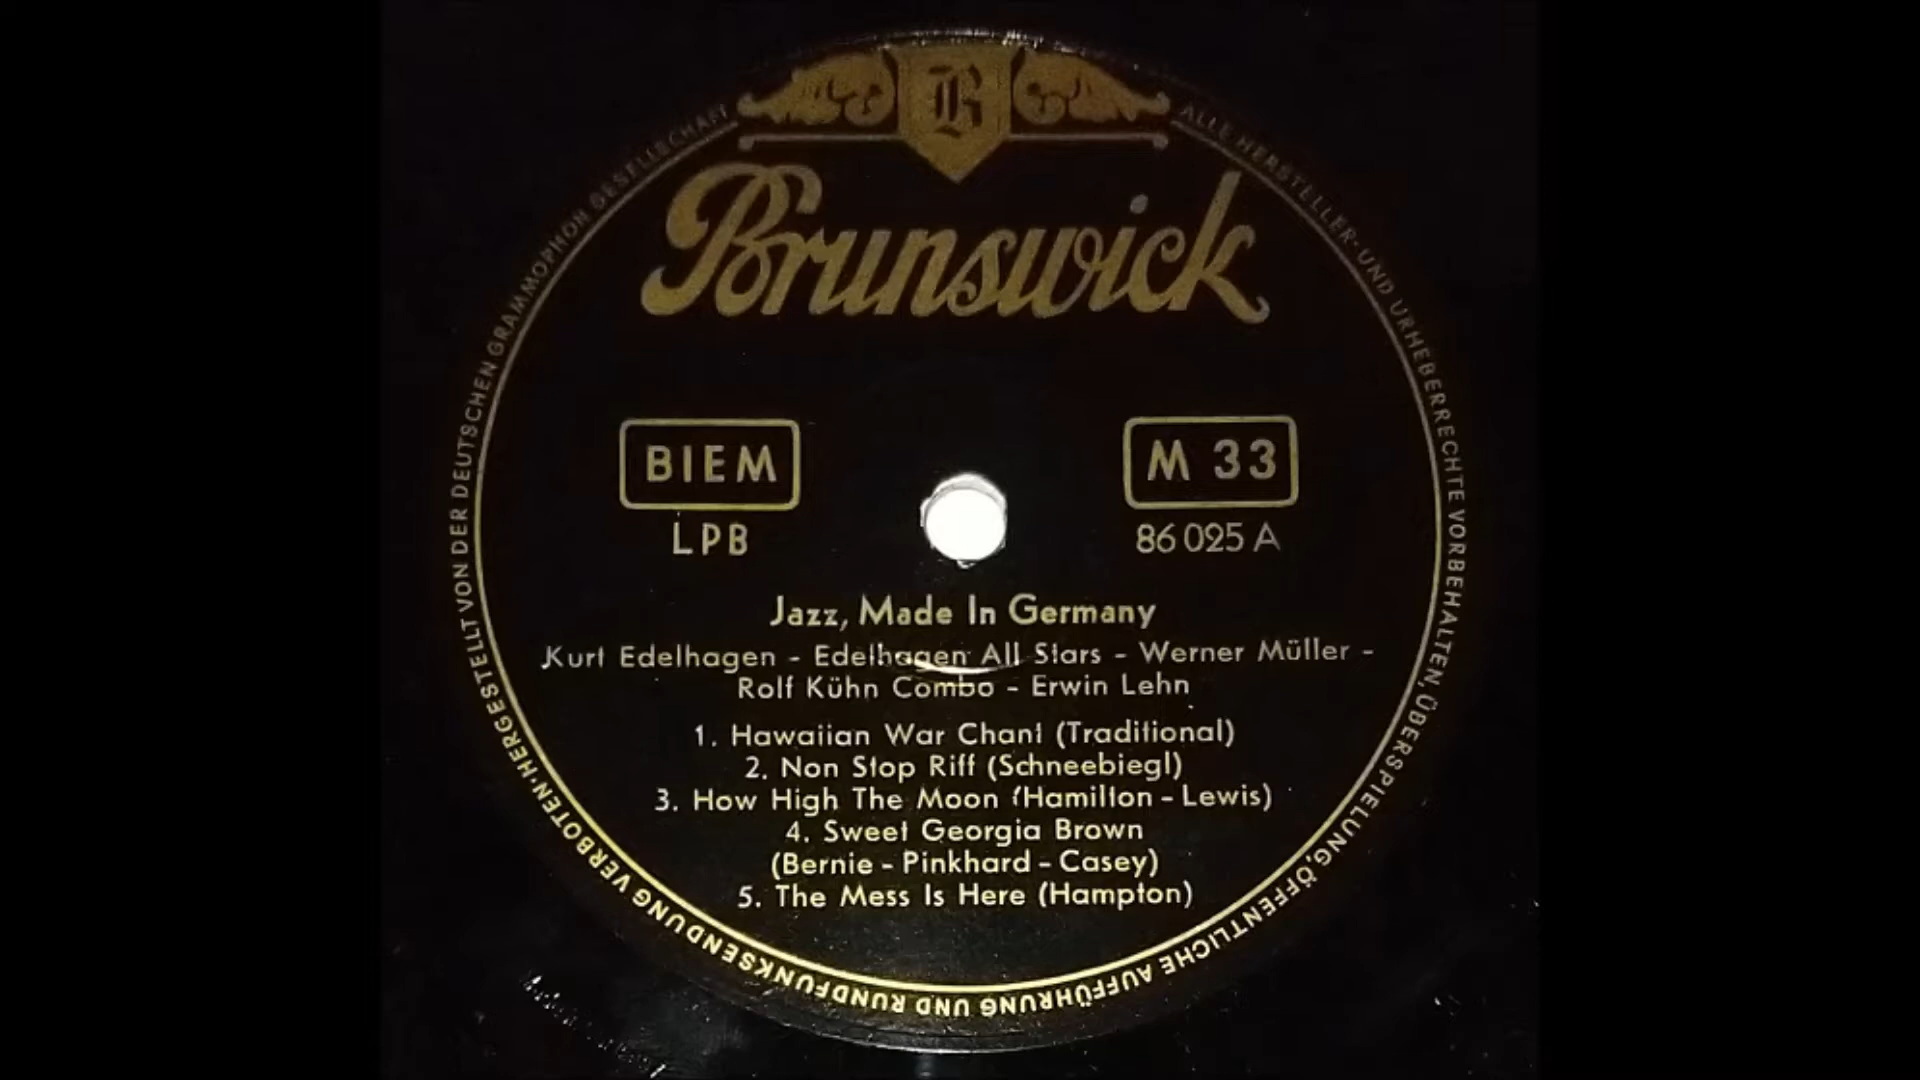 B
Brunswick
BIEM
M 33
LPB
86 025 A
Jazz, Made In Germany
Kurt Edelhagen - Edelhagen All Stars - Werner Müller -
Rolf Kühn Combo - Erwin Lehn
1. Hawaiian War Chant (Traditional)
2. Non Stop Riff (Schneebiegl)
3. How High The Moon (Hamilton - Lewis)
4. Sweet Georgia Brown
(Bernie - Pinkhard - Casey)
5. The Mess Is Here (Hampton)
ALLE HERSTELLER- UND URHEBERRECHTE VORBEHALTEN, ÜBERSPIELUNG, ÖFFENTLICHE AUFFÜHRUNG UND RUNDFUNKSENDUNG VERBOTEN · HERGESTELLT VON DER DEUTSCHEN GRAMMOPHON GESELLSCHAFT